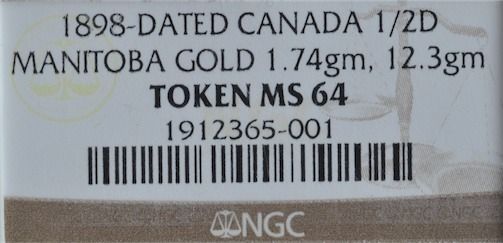 1898-DATED CANADA 1/2D
MANITOBA GOLD 1.74gm, 12.3gm
TOKEN MS 64
1912365-001
NGC